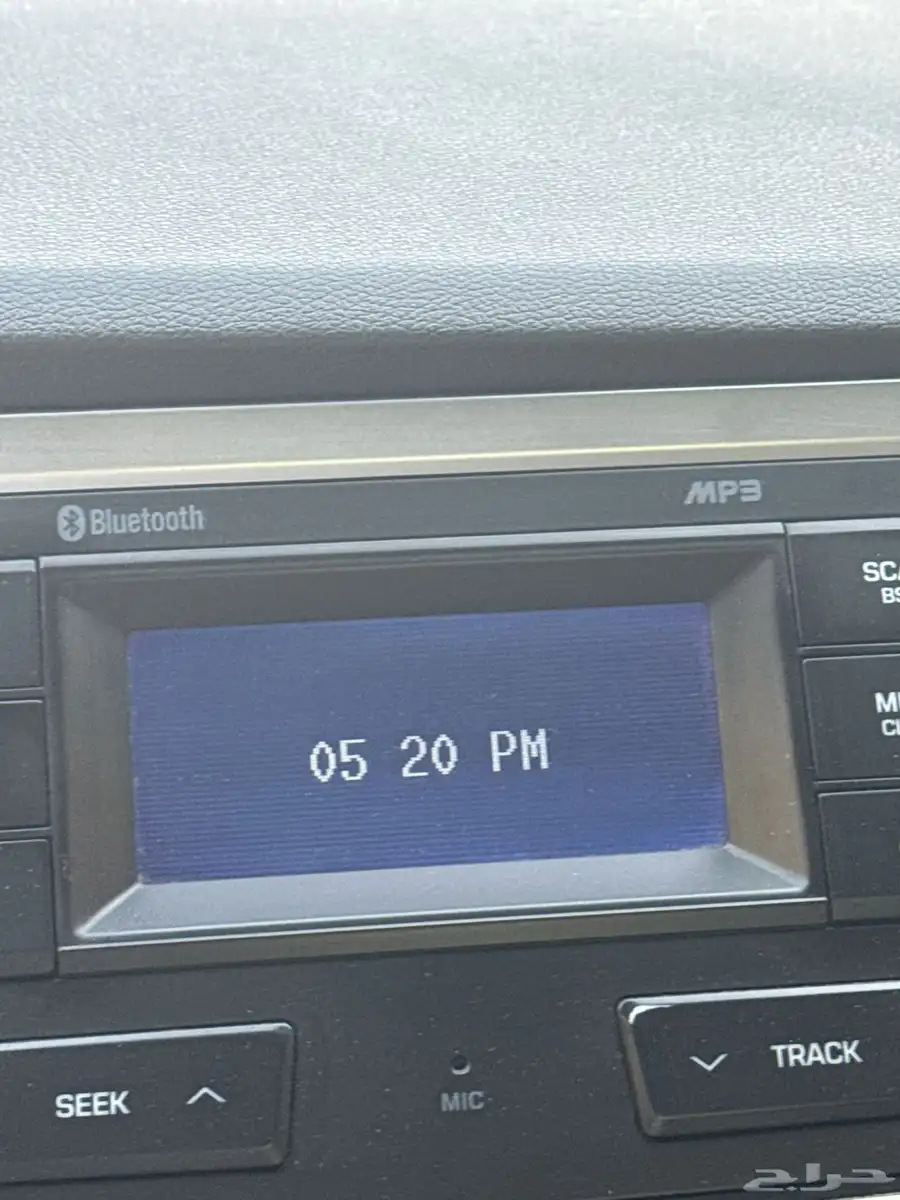 Bluetooth
MP3
05 20 PM
SEEK
MIC
TRACK
حراج